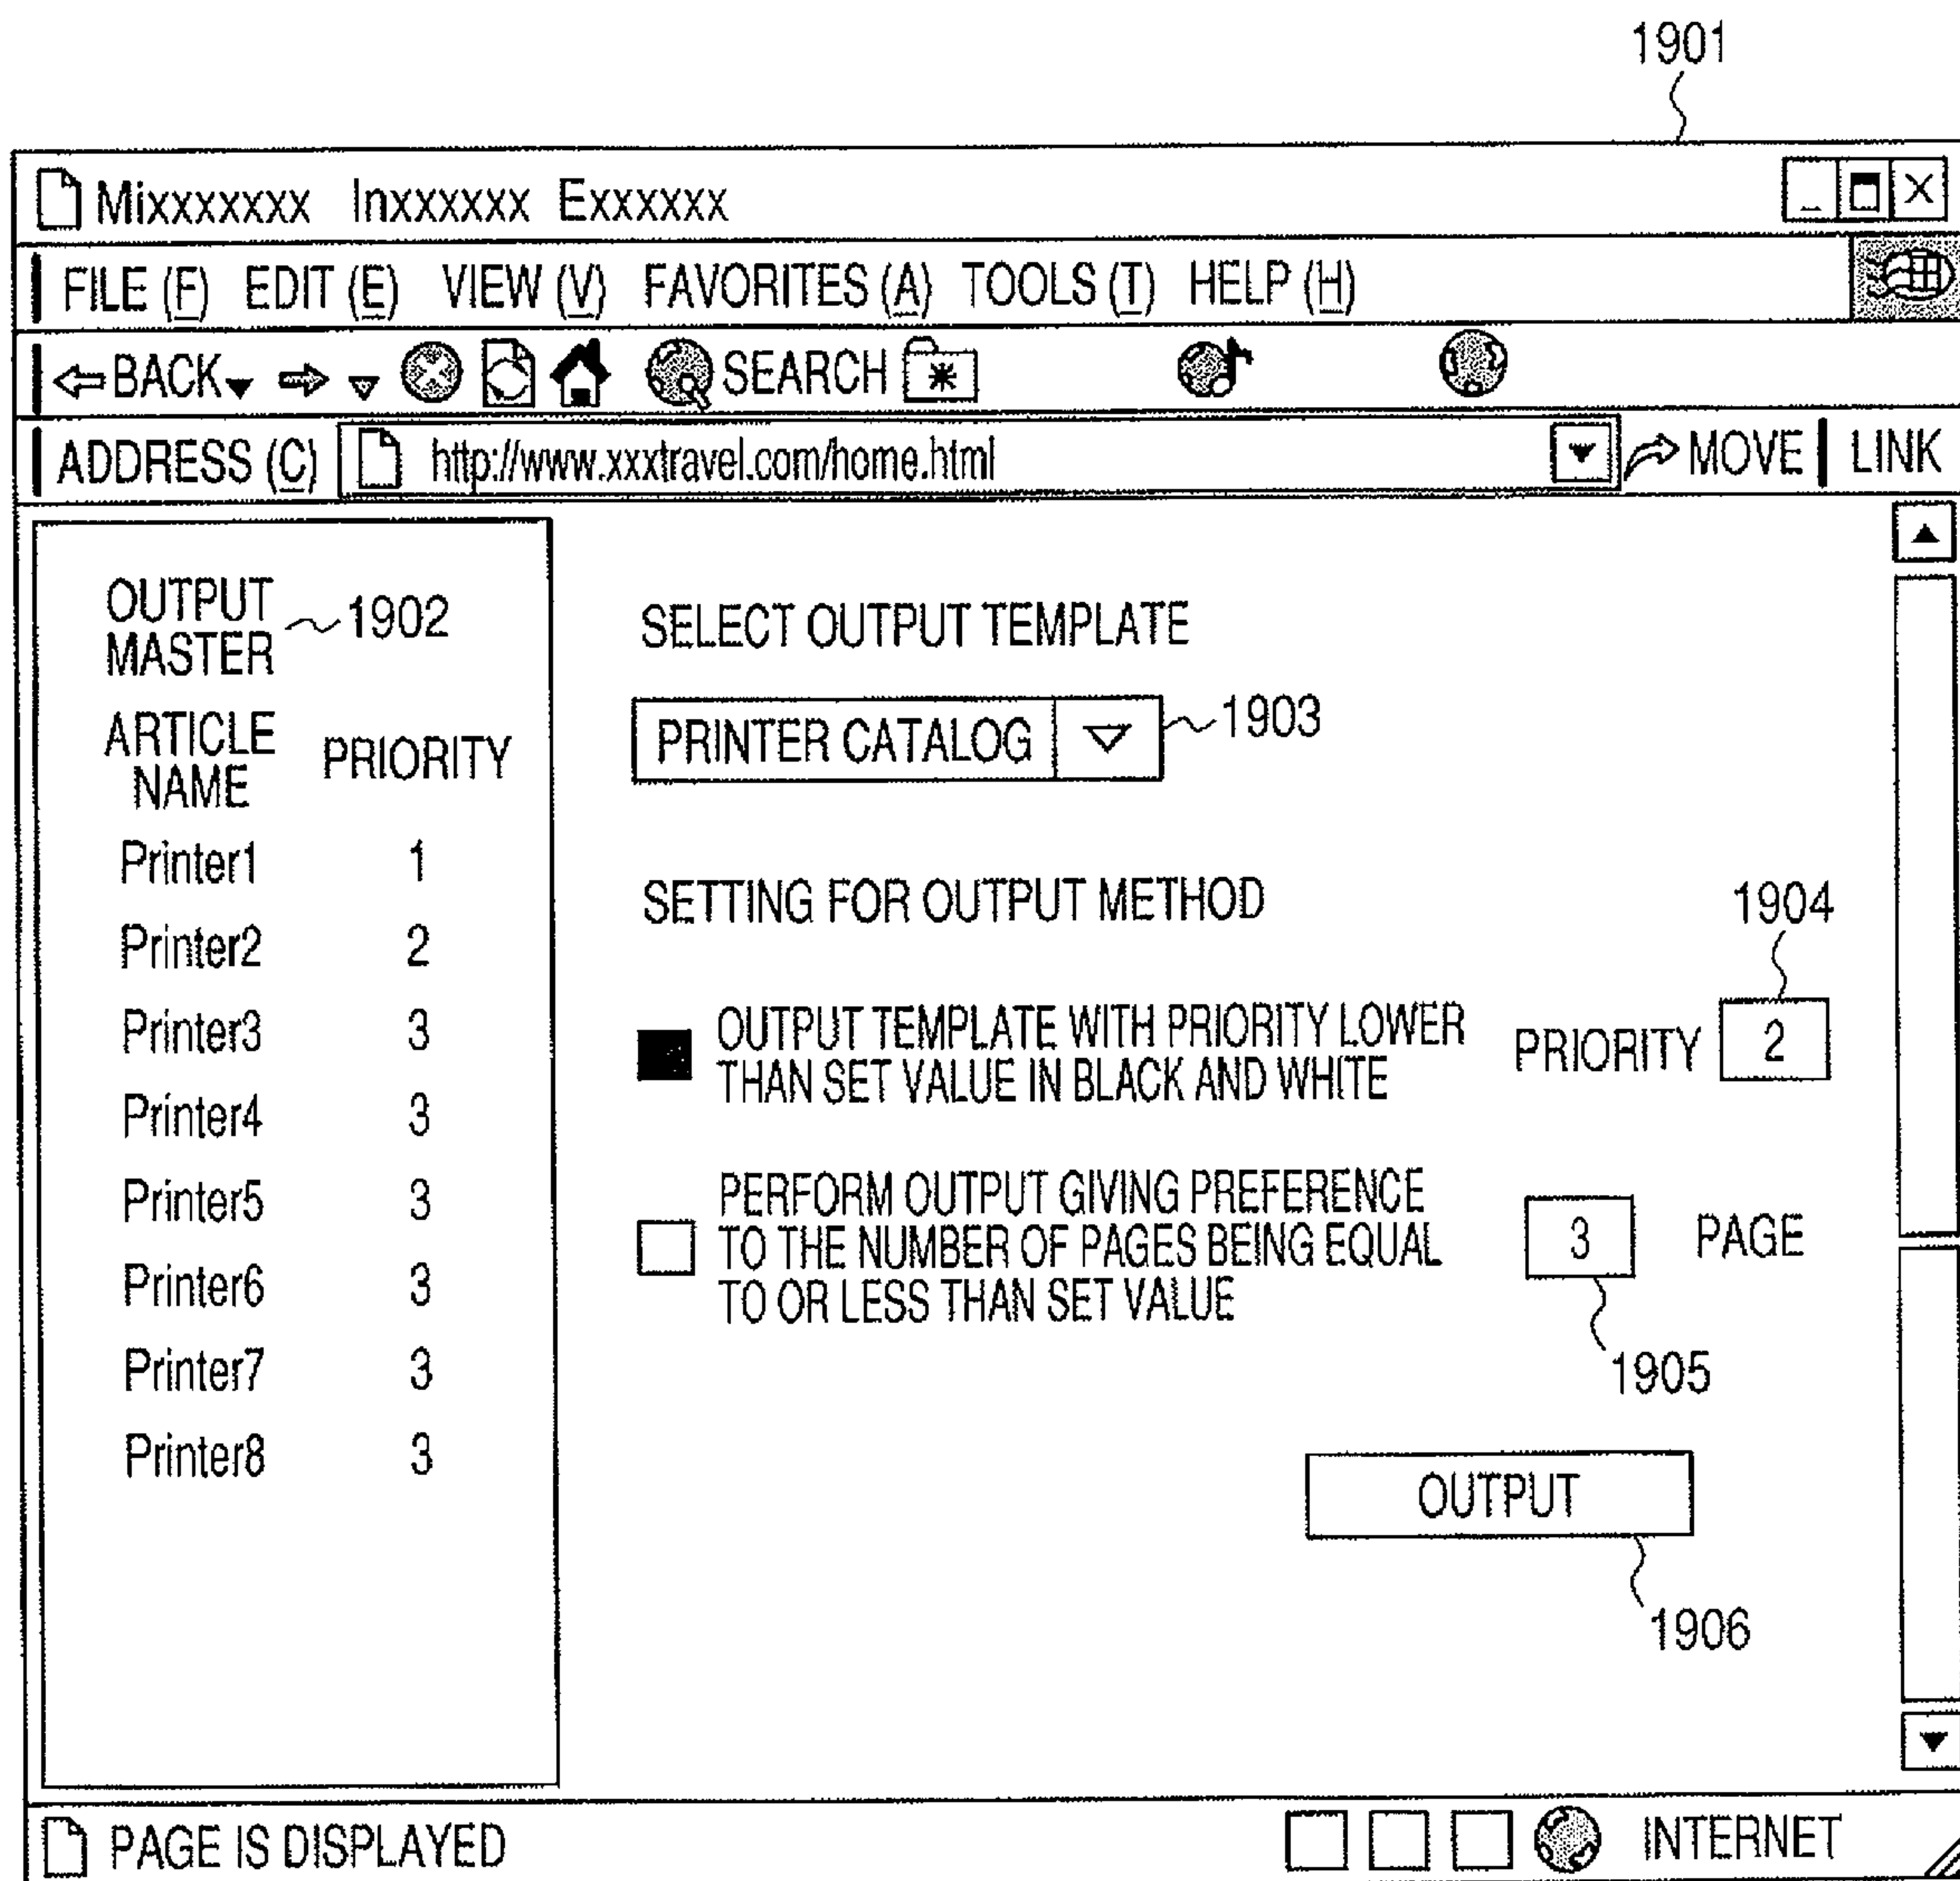 1901
Mixxxxxxx Inxxxxxx Exxxxxx
FILE (F) EDIT (E) VIEW (V) FAVORITES (A) TOOLS (T) HELP (H)
BACK SEARCH
ADDRESS (C) http://www.xxxtravel.com/home.html MOVE LINK
OUTPUT
MASTER
1902
ARTICLE
NAME
PRIORITY
Printer1 1
Printer2 2
Printer3 3
Printer4 3
Printer5 3
Printer6 3
Printer7 3
Printer8 3
SELECT OUTPUT TEMPLATE
PRINTER CATALOG 1903
SETTING FOR OUTPUT METHOD
1904
OUTPUT TEMPLATE WITH PRIORITY LOWER
THAN SET VALUE IN BLACK AND WHITE
PRIORITY 2
PERFORM OUTPUT GIVING PREFERENCE
TO THE NUMBER OF PAGES BEING EQUAL
TO OR LESS THAN SET VALUE
3 PAGE
1905
OUTPUT
1906
PAGE IS DISPLAYED INTERNET